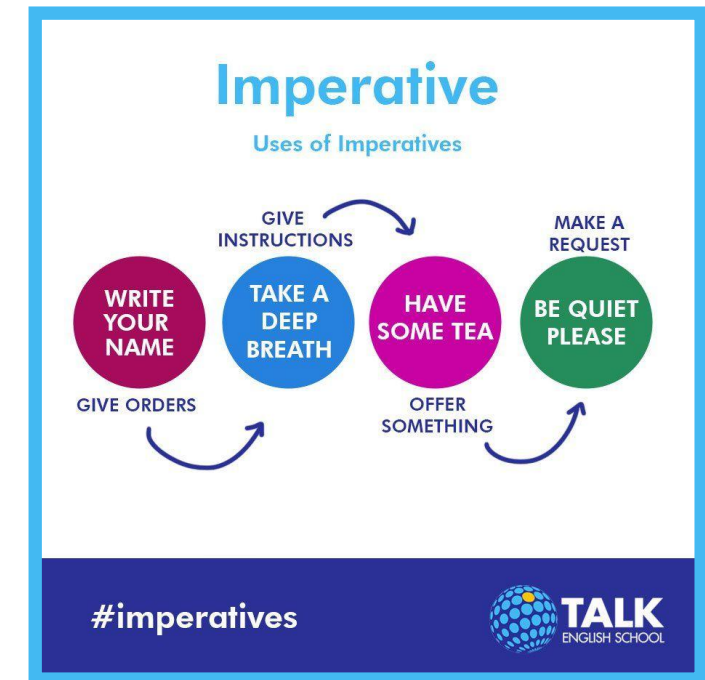 Imperative
Uses of Imperatives
WRITE
YOUR
NAME
GIVE ORDERS
GIVE
INSTRUCTIONS
TAKE A
DEEP
BREATH
HAVE
SOME TEA
OFFER
SOMETHING
MAKE A
REQUEST
BE QUIET
PLEASE
#imperatives
TALK
ENGLISH SCHOOL